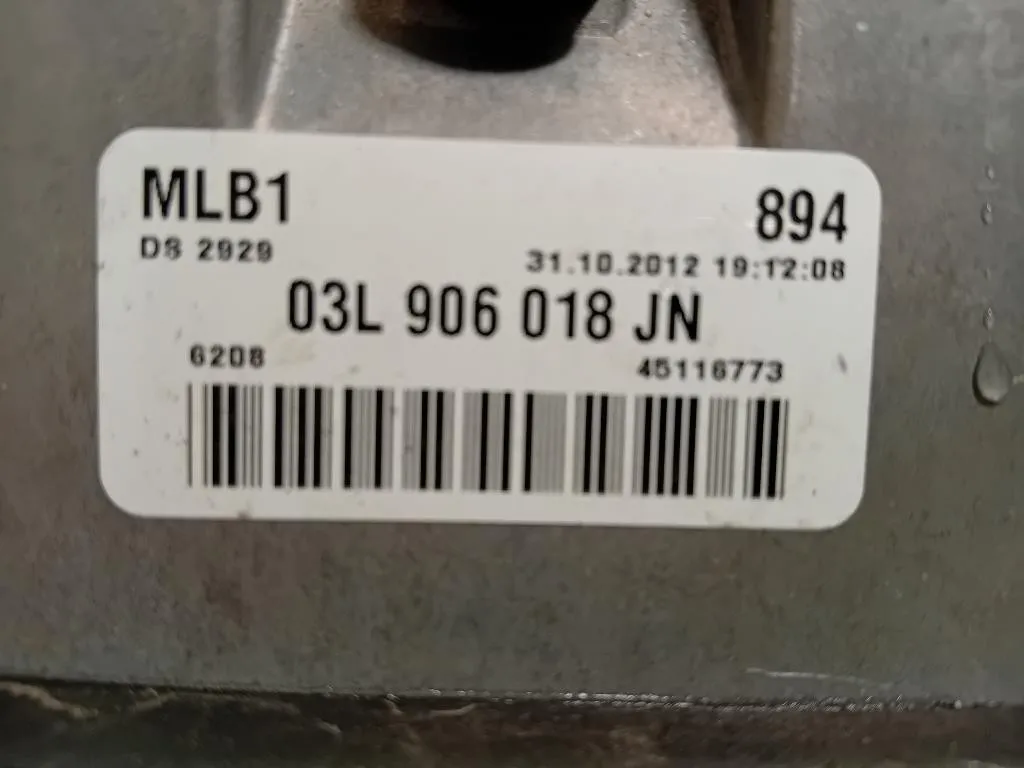 MLB1 894
DS 2929 31.10.2012 19:12:08
03L 906 018 JN
6208 45116773